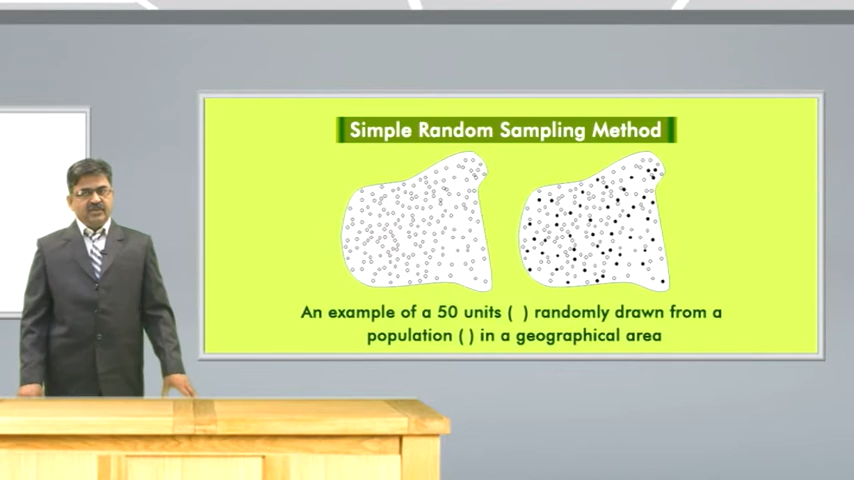 Simple Random Sampling Method
An example of a 50 units ( ) randomly drawn from a
population ( ) in a geographical area